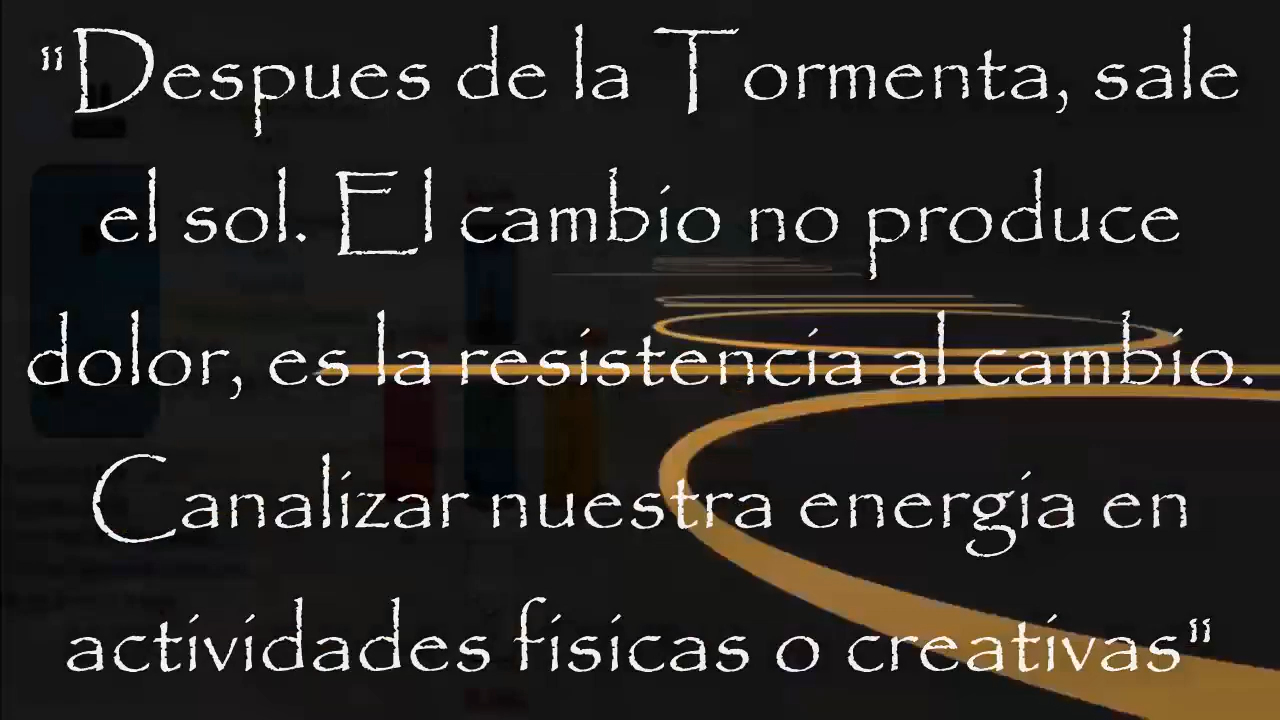 "Despues de la Tormenta, sale
el sol. El cambio no produce
dolor, es la resistencia al cambio.
Canalizar nuestra energia en
actividades fisicas o creativas"